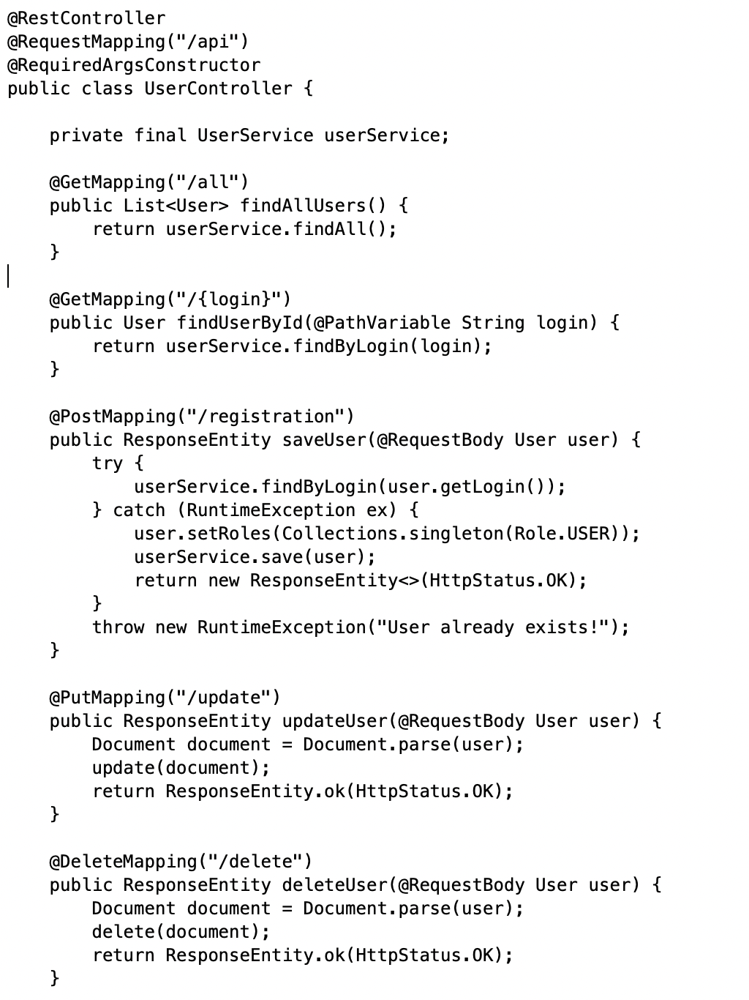 @RestController
@RequestMapping("/api")
@RequiredArgsConstructor
public class UserController {

    private final UserService userService;

    @GetMapping("/all")
    public List<User> findAllUsers() {
        return userService.findAll();
    }

    @GetMapping("/{login}")
    public User findUserById(@PathVariable String login) {
        return userService.findByLogin(login);
    }

    @PostMapping("/registration")
    public ResponseEntity saveUser(@RequestBody User user) {
        try {
            userService.findByLogin(user.getLogin());
        } catch (RuntimeException ex) {
            user.setRoles(Collections.singleton(Role.USER));
            userService.save(user);
            return new ResponseEntity<>(HttpStatus.OK);
        }
        throw new RuntimeException("User already exists!");
    }

    @PutMapping("/update")
    public ResponseEntity updateUser(@RequestBody User user) {
        Document document = Document.parse(user);
        update(document);
        return ResponseEntity.ok(HttpStatus.OK);
    }

    @DeleteMapping("/delete")
    public ResponseEntity deleteUser(@RequestBody User user) {
        Document document = Document.parse(user);
        delete(document);
        return ResponseEntity.ok(HttpStatus.OK);
    }